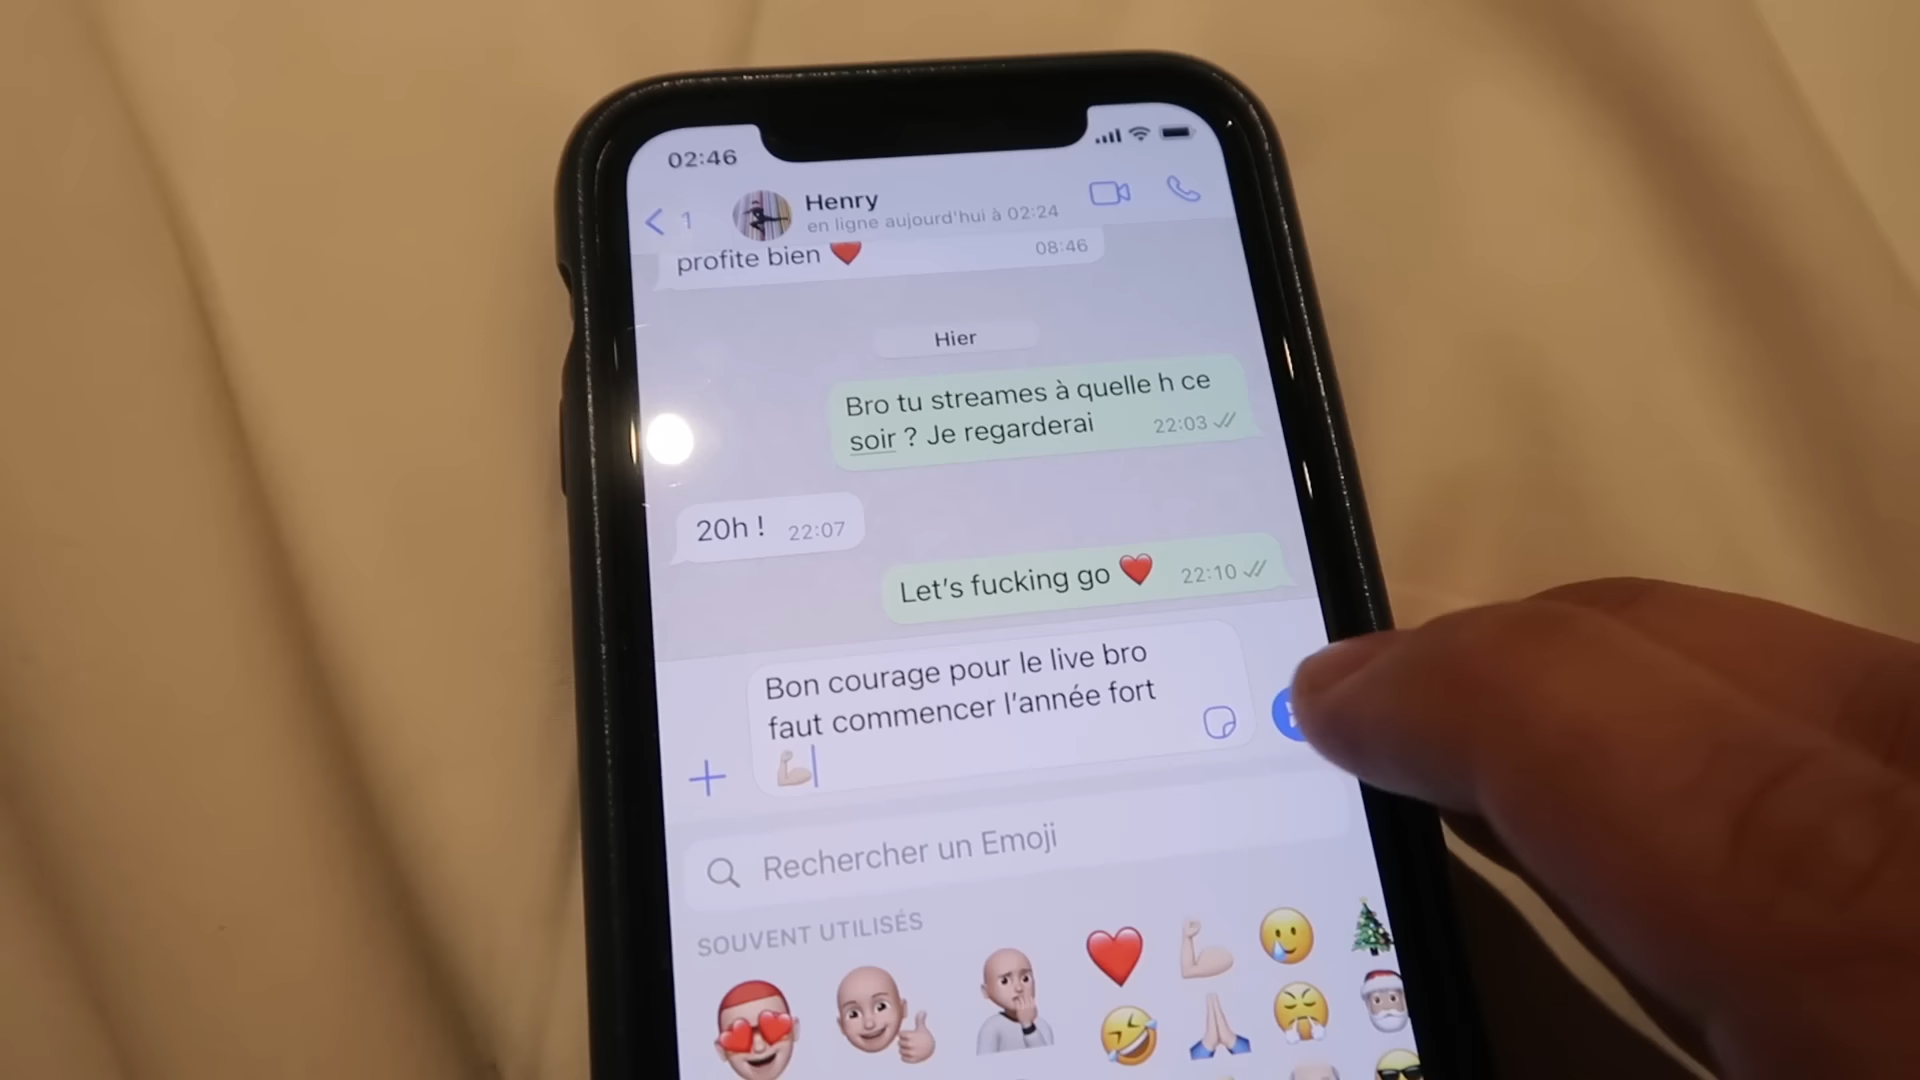 02:46
1
Henry
en ligne aujourd'hui à 02:24
profite bien ❤️ 08:46
Hier
Bro tu streames à quelle h ce
soir ? Je regarderai 22:03
20h ! 22:07
Let's fucking go ❤️ 22:10
Bon courage pour le live bro
faut commencer l'année fort
💪🏻
Rechercher un Emoji
SOUVENT UTILISÉS